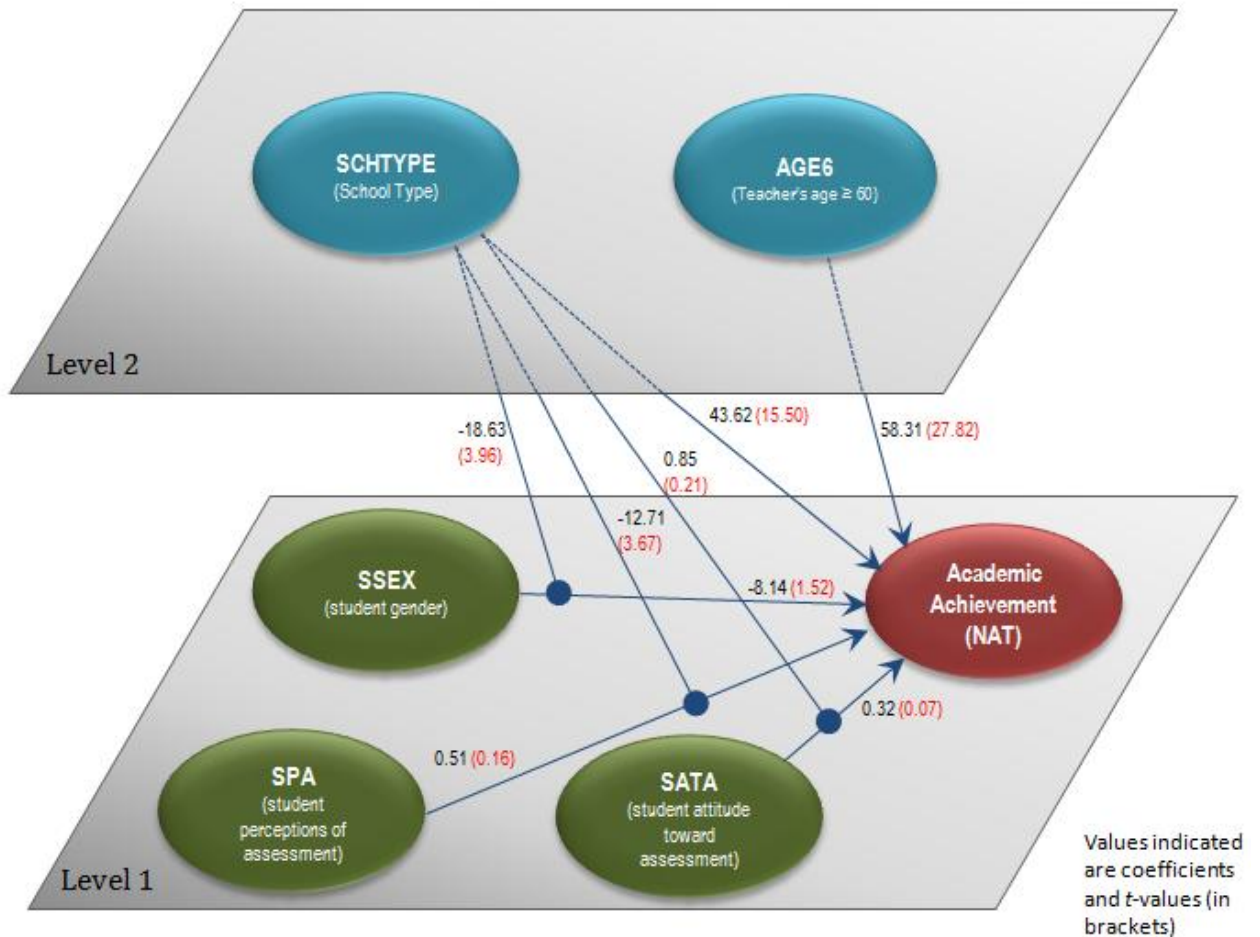 SCHTYPE
(School Type)
AGE6
(Teacher's age ≥ 60)
Level 2
-18.63
(3.96)
43.62 (15.50)
58.31 (27.82)
0.85
(0.21)
-12.71
(3.67)
SSEX
(student gender)
-8.14 (1.52)
Academic
Achievement
(NAT)
0.32 (0.07)
0.51 (0.16)
SPA
(student
perceptions of
assessment)
SATA
(student attitude
toward
assessment)
Level 1
Values indicated
are coefficients
and t-values (in
brackets)